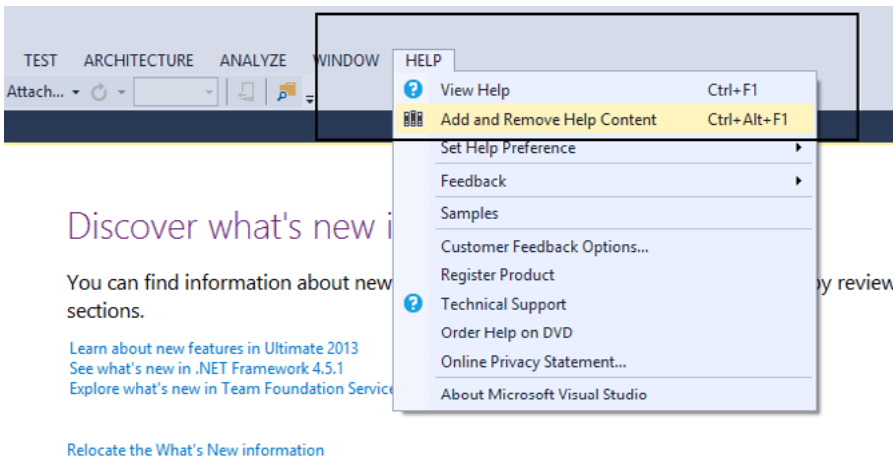 TEST ARCHITECTURE ANALYZE WINDOW HELP
Attach...
View Help Ctrl+F1
Add and Remove Help Content Ctrl+Alt+F1
Set Help Preference
Feedback
Samples
Customer Feedback Options...
Register Product
Technical Support
Order Help on DVD
Online Privacy Statement...
About Microsoft Visual Studio
Discover what's new i
You can find information about new by review
sections.
Learn about new features in Ultimate 2013
See what's new in .NET Framework 4.5.1
Explore what's new in Team Foundation Service
Relocate the What's New information